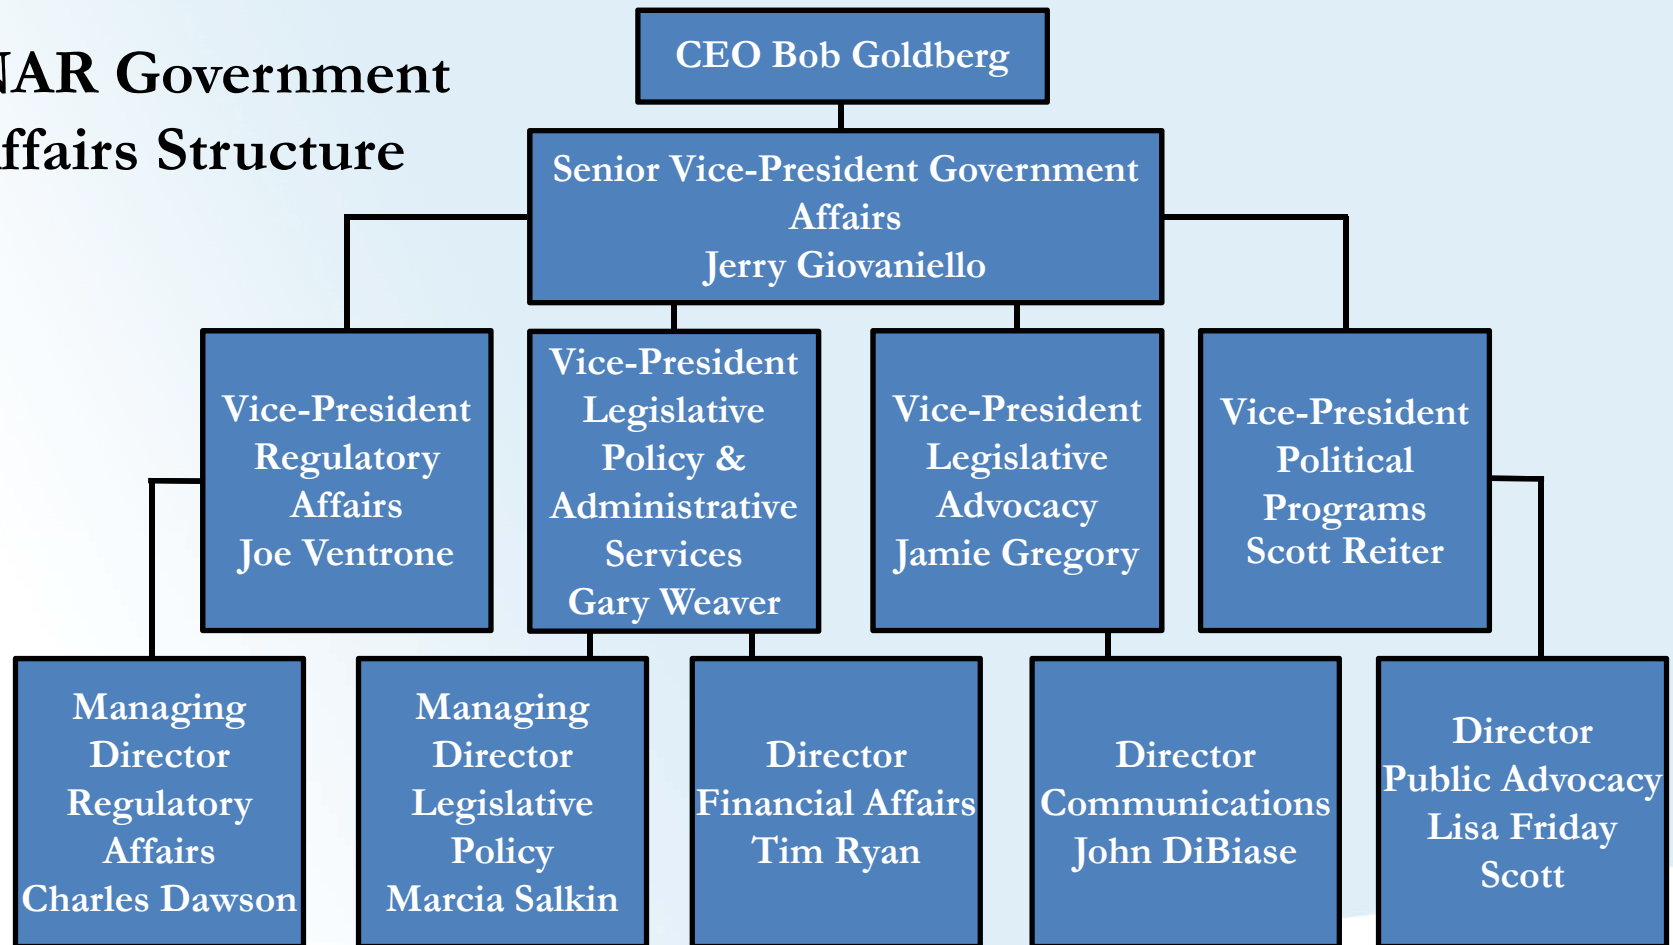 NAR Government
ffairs Structure
CEO Bob Goldberg
Senior Vice-President Government
Affairs
Jerry Giovaniello
Vice-President
Regulatory
Affairs
Joe Ventrone
Vice-President
Legislative
Policy &
Administrative
Services
Gary Weaver
Vice-President
Legislative
Advocacy
Jamie Gregory
Vice-President
Political
Programs
Scott Reiter
Managing
Director
Regulatory
Affairs
Charles Dawson
Managing
Director
Legislative
Policy
Marcia Salkin
Director
Financial Affairs
Tim Ryan
Director
Communications
John DiBiase
Director
Public Advocacy
Lisa Friday
Scott